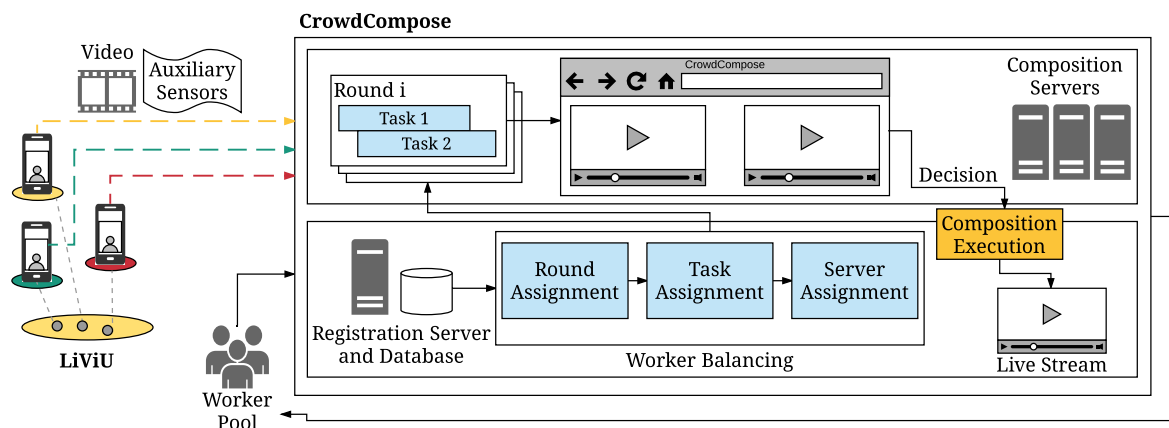 CrowdCompose
Video
Auxiliary
Sensors
Round i
Task 1
Task 2
CrowdCompose
Composition
Servers
Decision
Composition
Execution
Round
Assignment
Task
Assignment
Server
Assignment
Registration Server
and Database
Worker Balancing
Live Stream
LiViU
Worker
Pool